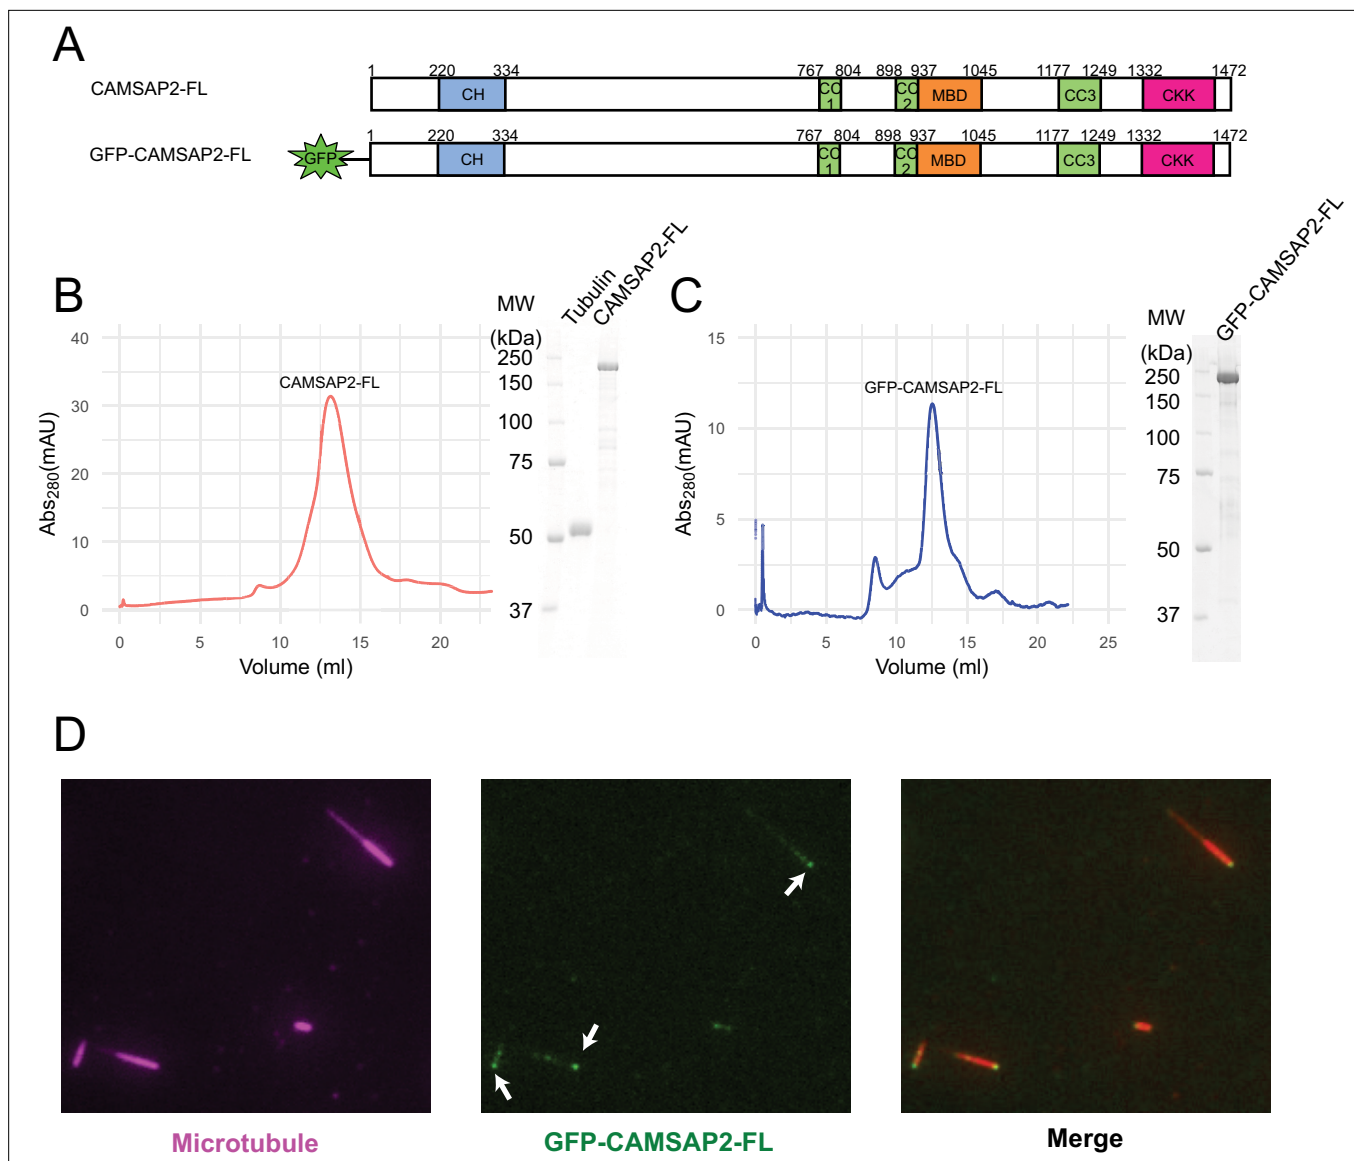 A
1 220 334 767 804 898 937 1045 1177 1249 1332 1472
CAMSAP2-FL
CH CC1 CC2 MBD CC3 CKK
1 220 334 767 804 898 937 1045 1177 1249 1332 1472
GFP-CAMSAP2-FL
GFP CH CC1 CC2 MBD CC3 CKK
B
40
30
20
10
0
Abs280(mAU)
CAMSAP2-FL
0 5 10 15 20
Volume (ml)
MW
(kDa)
Tubulin
CAMSAP2-FL
250
150
100
75
50
37
C
15
10
5
0
Abs280(mAU)
GFP-CAMSAP2-FL
0 5 10 15 20 25
Volume (ml)
MW
(kDa)
GFP-CAMSAP2-FL
250
150
100
75
50
37
D
Microtubule
GFP-CAMSAP2-FL
Merge